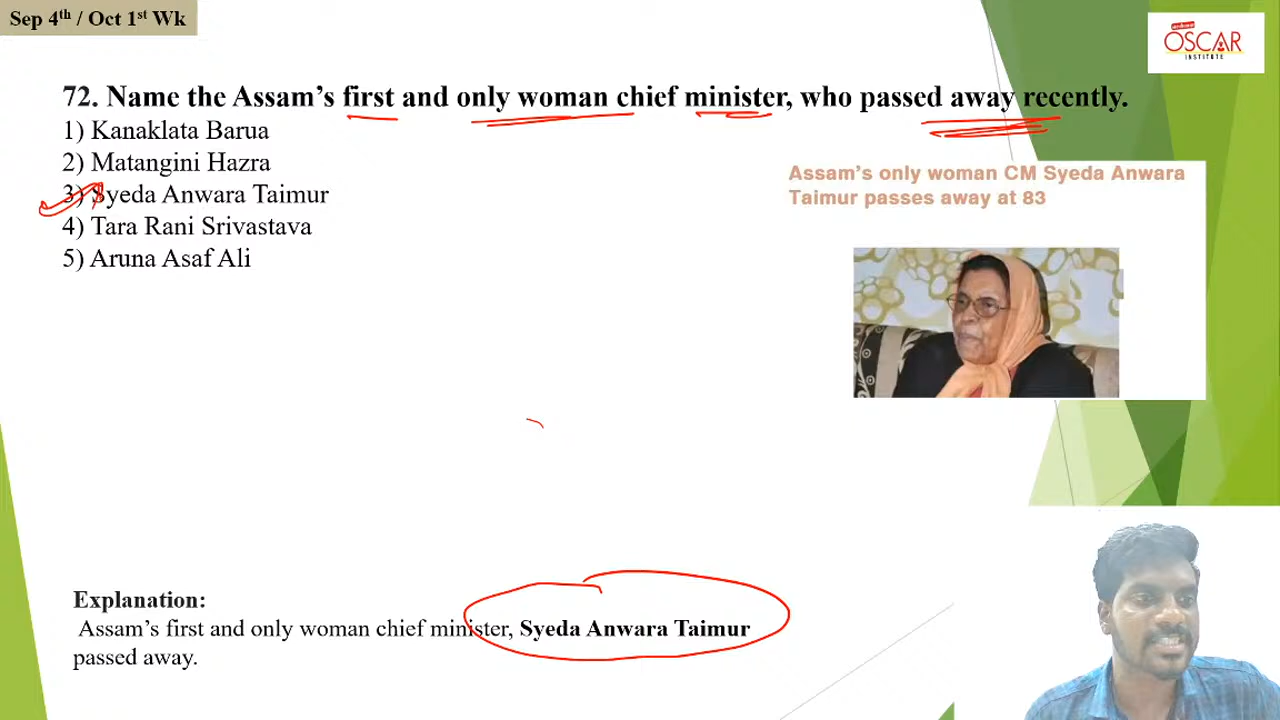 Sep 4th / Oct 1st Wk
OSCAR
INSTITUTE
72. Name the Assam's first and only woman chief minister, who passed away recently.
1) Kanaklata Barua
2) Matangini Hazra
3) Syeda Anwara Taimur
4) Tara Rani Srivastava
5) Aruna Asaf Ali
Assam's only woman CM Syeda Anwara
Taimur passes away at 83
Explanation:
Assam's first and only woman chief minister, Syeda Anwara Taimur
passed away.